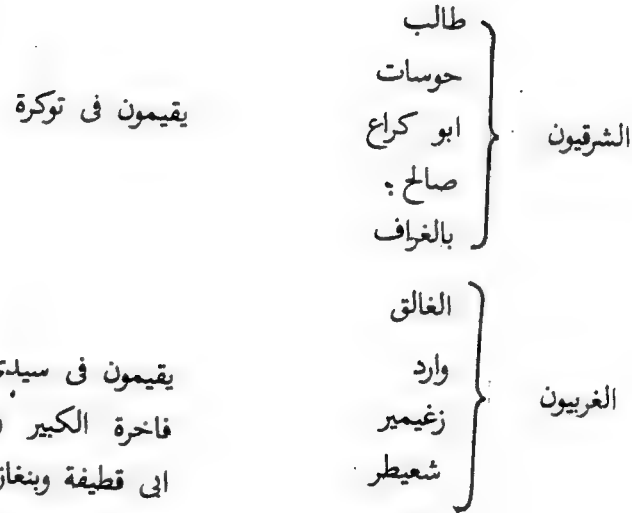 طالب
حوسات
الشرقيون
ابو كراع
يقيمون فى توكرة
صالح
بالغراف
الغالق
وارد
يقيمون فى سيدى
الغربيون
زغيمير
فاخرة الكبير
شعيطر
ابى قطيفة وبنغاز